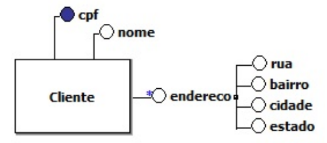 cpf
nome
Cliente
* endereco
rua
bairro
cidade
estado